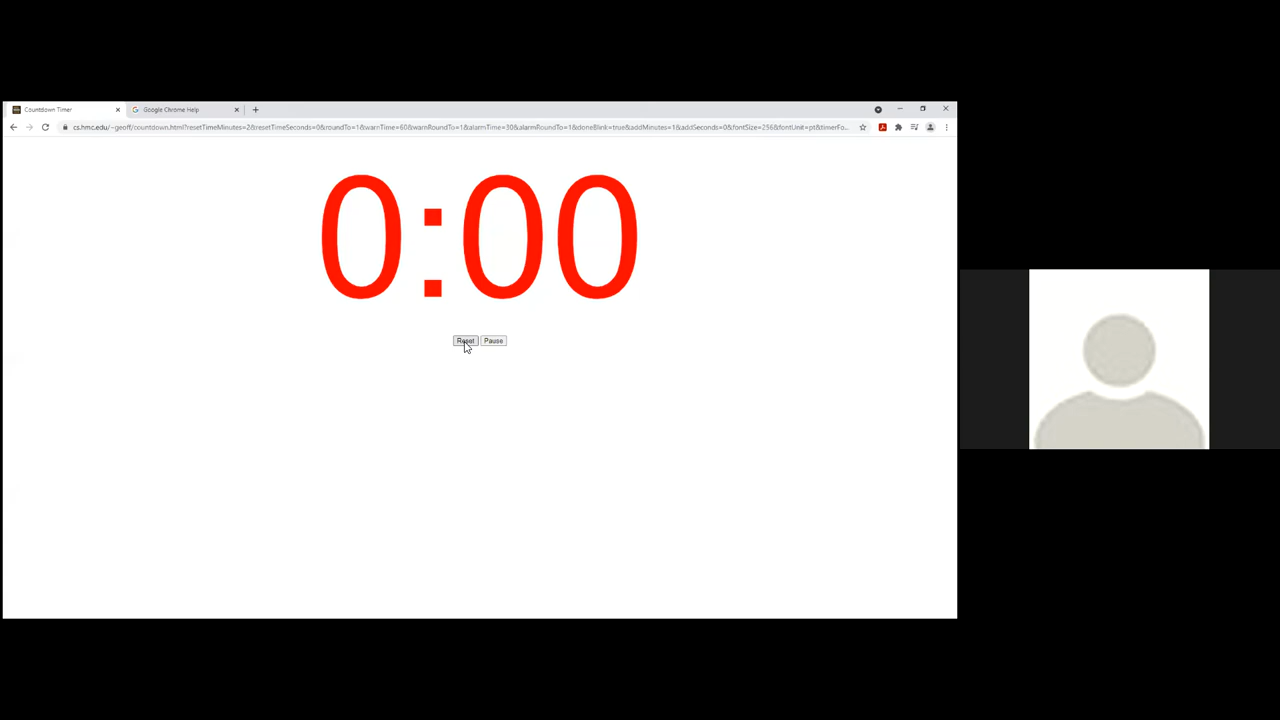 Countdown Timer
Google Chrome Help
cs.hmc.edu/~geoff/countdown.html?resetTimeMinutes=2&resetTimeSeconds=0&roundTo=1&warnTime=60&warnRoundTo=1&alarmTime=30&alarmRoundTo=1&doneBlink=true&addMinutes=1&addSeconds=0&fontSize=256&fontUnit=pt&timerFo...
0:00
Reset Pause